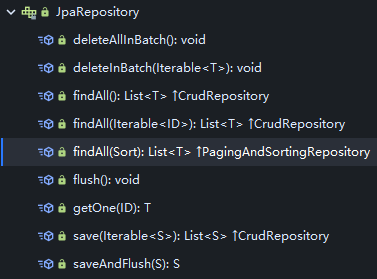 JpaRepository
deleteAllInBatch(): void
deleteInBatch(Iterable<T>): void
findAll(): List<T> ↑CrudRepository
findAll(Iterable<ID>): List<T> ↑CrudRepository
findAll(Sort): List<T> ↑PagingAndSortingRepository
flush(): void
getOne(ID): T
save(Iterable<S>): List<S> ↑CrudRepository
saveAndFlush(S): S